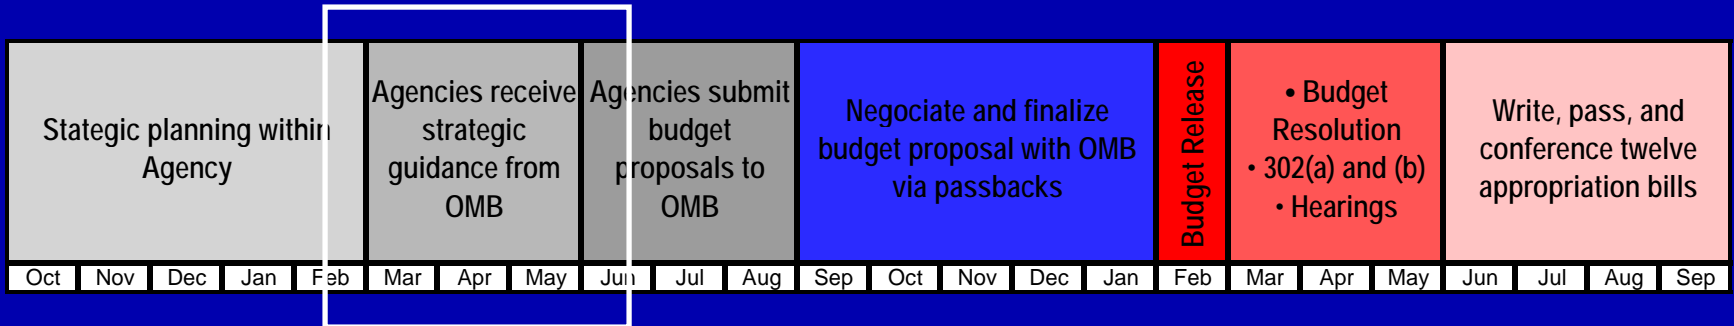 Stategic planning within
Agency
Agencies receive
strategic
guidance from
OMB
Agencies submit
budget
proposals to
OMB
Negociate and finalize
budget proposal with OMB
via passbacks
Budget Release
• Budget
Resolution
• 302(a) and (b)
• Hearings
Write, pass, and
conference twelve
appropriation bills
Oct Nov Dec Jan Feb Mar Apr May Jun Jul Aug Sep Oct Nov Dec Jan Feb Mar Apr May Jun Jul Aug Sep